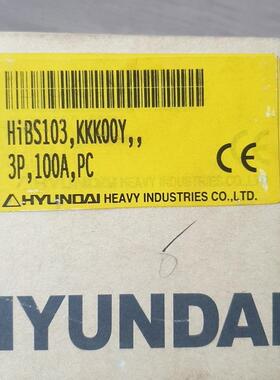 HiBS103,KKK00Y,,
3P,100A,PC
CE
HYUNDAI HEAVY INDUSTRIES CO.,LTD.
HYUNDAI